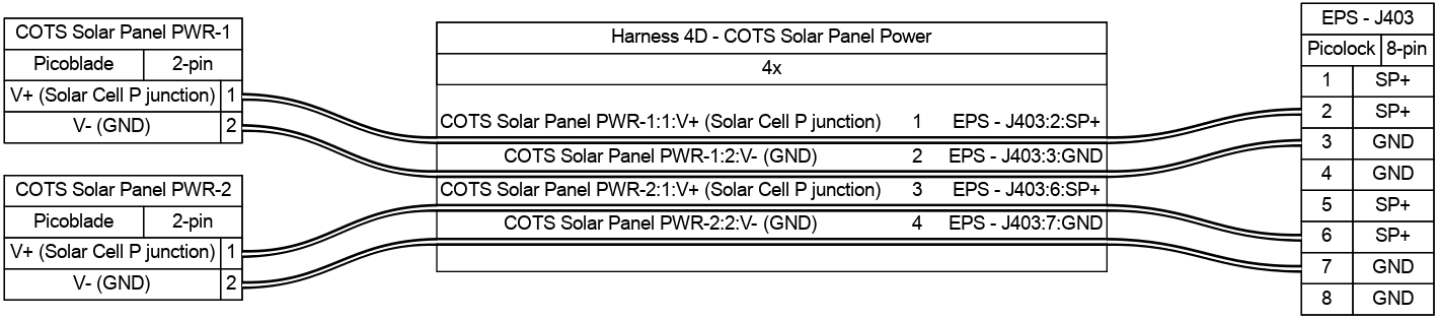 COTS Solar Panel PWR-1
Picoblade 2-pin
V+ (Solar Cell P junction) 1
V- (GND) 2
COTS Solar Panel PWR-2
Picoblade 2-pin
V+ (Solar Cell P junction) 1
V- (GND) 2
Harness 4D - COTS Solar Panel Power
4x
COTS Solar Panel PWR-1:1:V+ (Solar Cell P junction) 1 EPS - J403:2:SP+
COTS Solar Panel PWR-1:2:V- (GND) 2 EPS - J403:3:GND
COTS Solar Panel PWR-2:1:V+ (Solar Cell P junction) 3 EPS - J403:6:SP+
COTS Solar Panel PWR-2:2:V- (GND) 4 EPS - J403:7:GND
EPS - J403
Picolock 8-pin
1 SP+
2 SP+
3 GND
4 GND
5 SP+
6 SP+
7 GND
8 GND